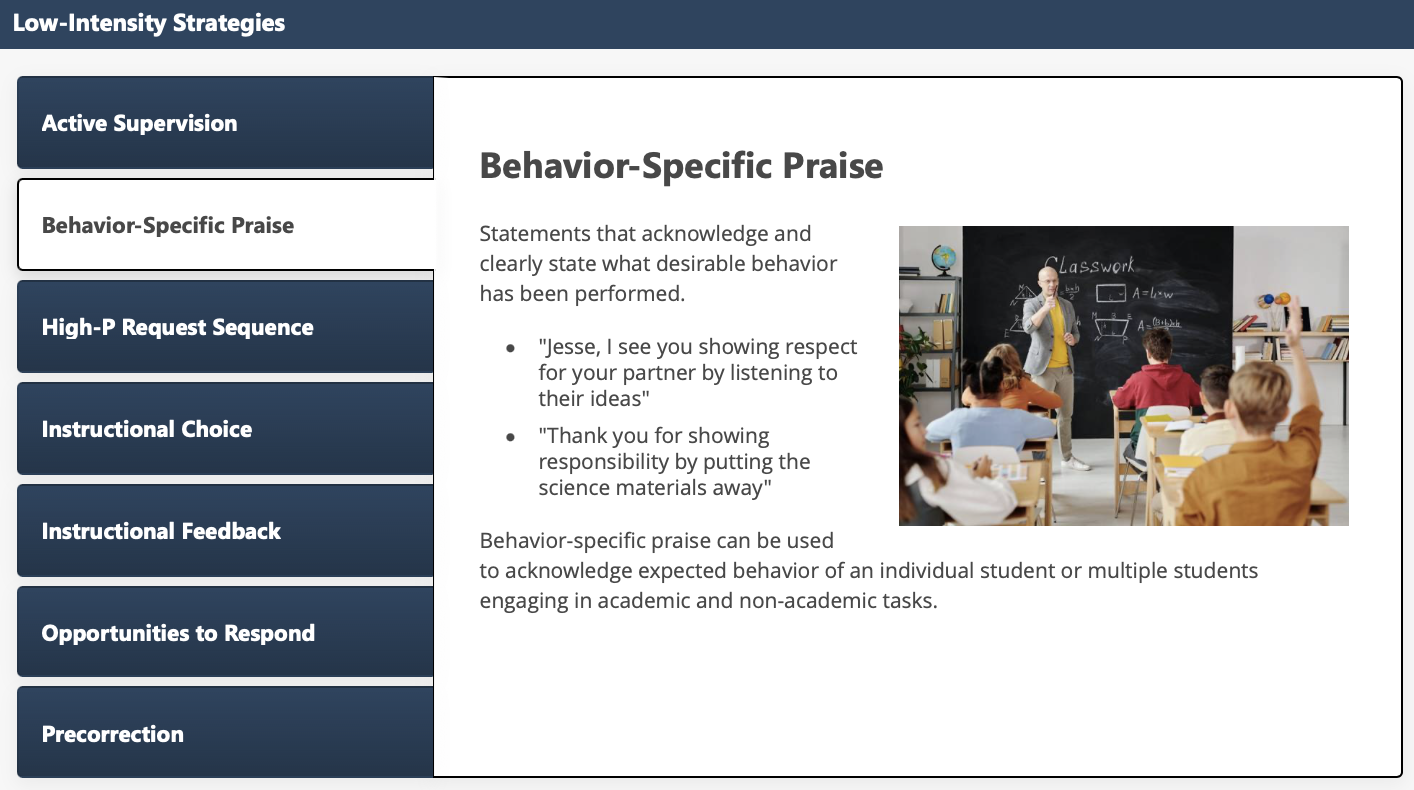 Low-Intensity Strategies
Active Supervision
Behavior-Specific Praise
High-P Request Sequence
Instructional Choice
Instructional Feedback
Opportunities to Respond
Precorrection
Behavior-Specific Praise
Statements that acknowledge and
clearly state what desirable behavior
has been performed.
• "Jesse, I see you showing respect
for your partner by listening to
their ideas"
• "Thank you for showing
responsibility by putting the
science materials away"
Behavior-specific praise can be used
to acknowledge expected behavior of an individual student or multiple students
engaging in academic and non-academic tasks.
Classwork